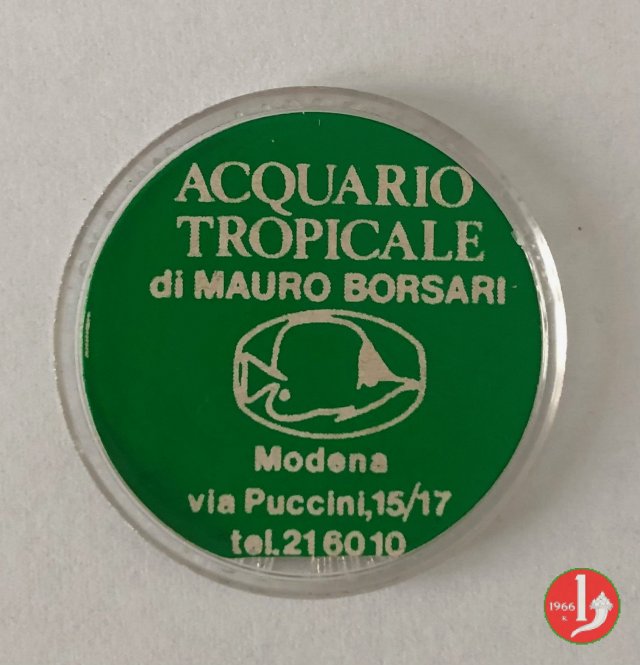 ACQUARIO
TROPICALE
di MAURO BORSARI
Modena
via Puccini,15/17
tel.216010
1966